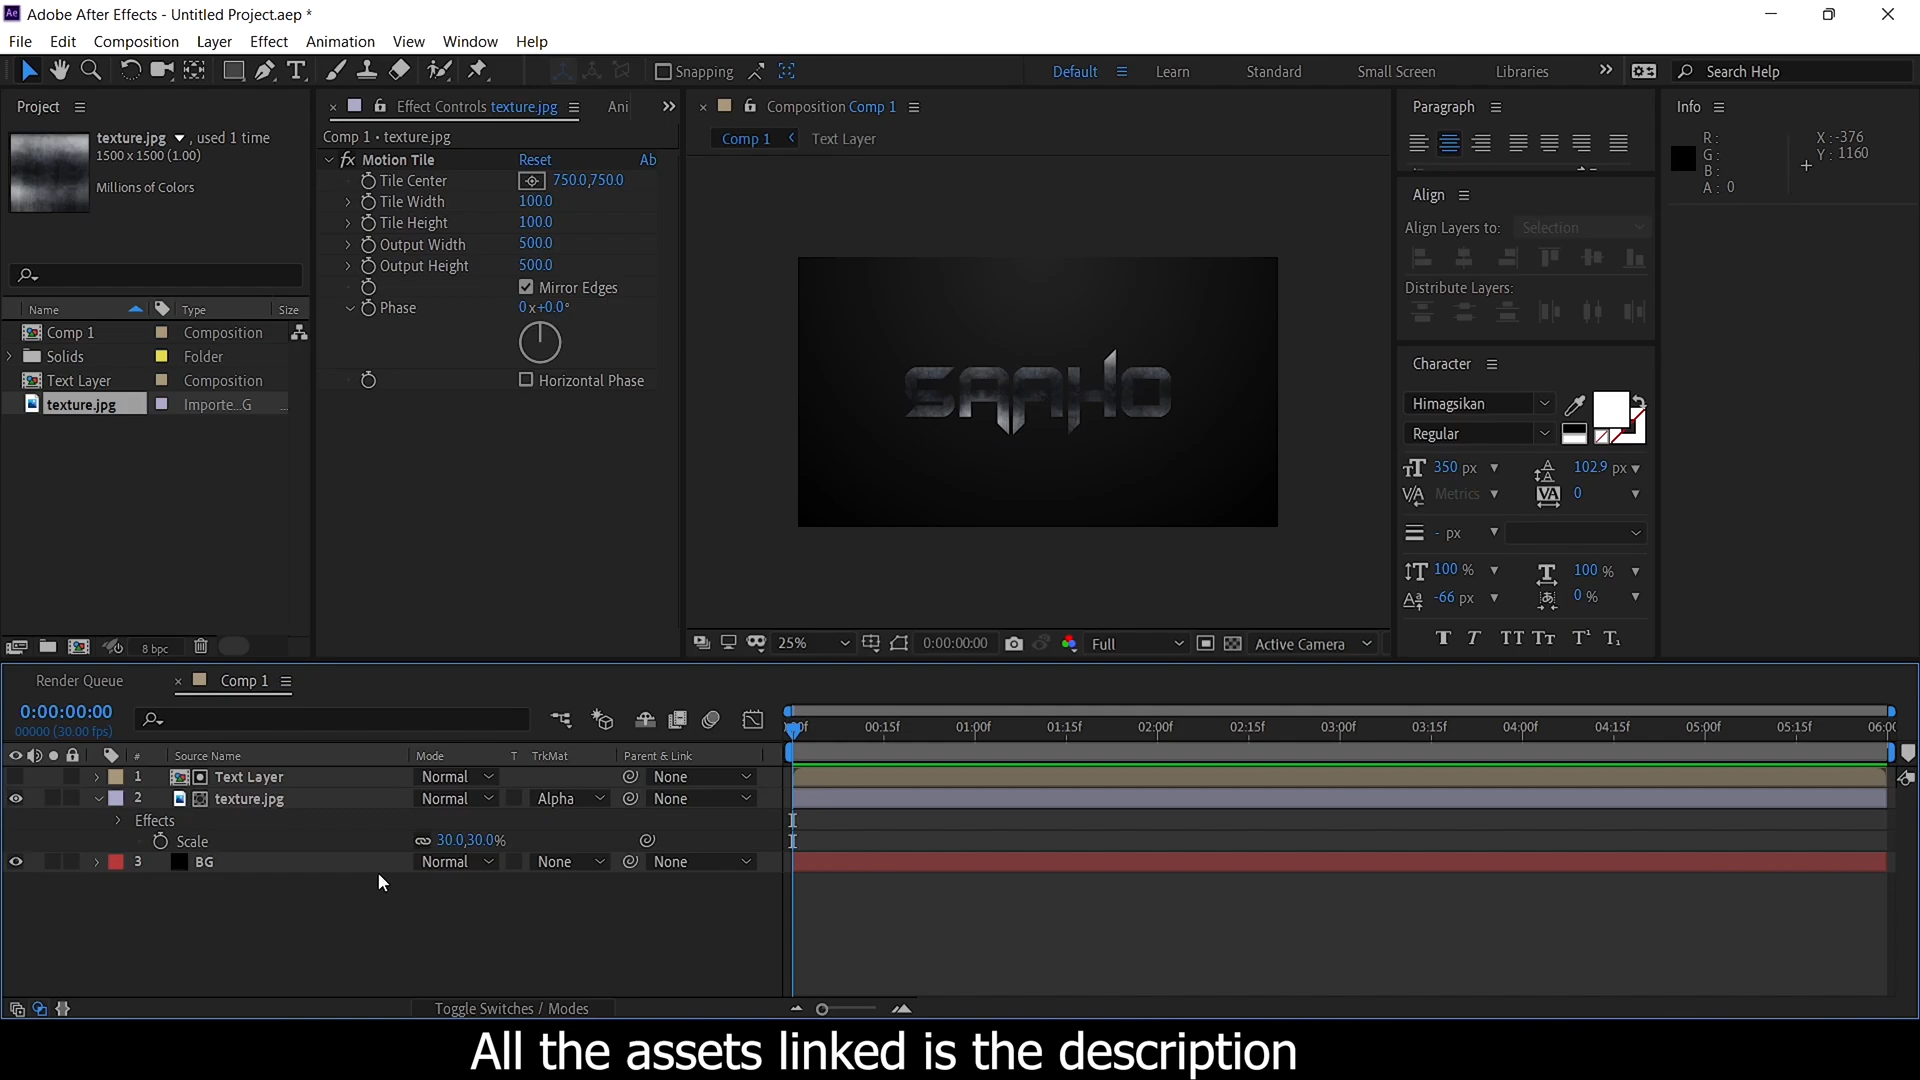 Adobe After Effects - Untitled Project.aep *
File Edit Composition Layer Effect Animation View Window Help
Snapping
Default Learn Standard Small Screen Libraries Search Help
Project
texture.jpg , used 1 time
1500 x 1500 (1.00)
Millions of Colors
Name Type Size
Comp 1 Composition
Solids Folder
Text Layer Composition
texture.jpg Importe...G ...
8 bpc
Effect Controls texture.jpg Ani
Comp 1 • texture.jpg
fx Motion Tile Reset Ab
Tile Center 750.0,750.0
Tile Width 100.0
Tile Height 100.0
Output Width 500.0
Output Height 500.0
Mirror Edges
Phase 0x+0.0°
Horizontal Phase
Composition Comp 1
Comp 1 Text Layer
SAAHO
25% 0:00:00:00 Full Active Camera
Paragraph
Align
Align Layers to: Selection
Distribute Layers:
Character
Himagsikan
Regular
350 px 102.9 px
Metrics 0
- px
100 % 100 %
-66 px 0 %
Info
R: X : -376
G: Y : 1160
B:
A: 0
Render Queue Comp 1
0:00:00:00
00000 (30.00 fps)
00:15f 01:00f 01:15f 02:00f 02:15f 03:00f 03:15f 04:00f 04:15f 05:00f 05:15f
# Source Name Mode T TrkMat Parent & Link
1 Text Layer Normal None
2 texture.jpg Normal Alpha None
Effects
Scale 30.0,30.0%
3 BG Normal None None
Toggle Switches / Modes
All the assets linked is the description